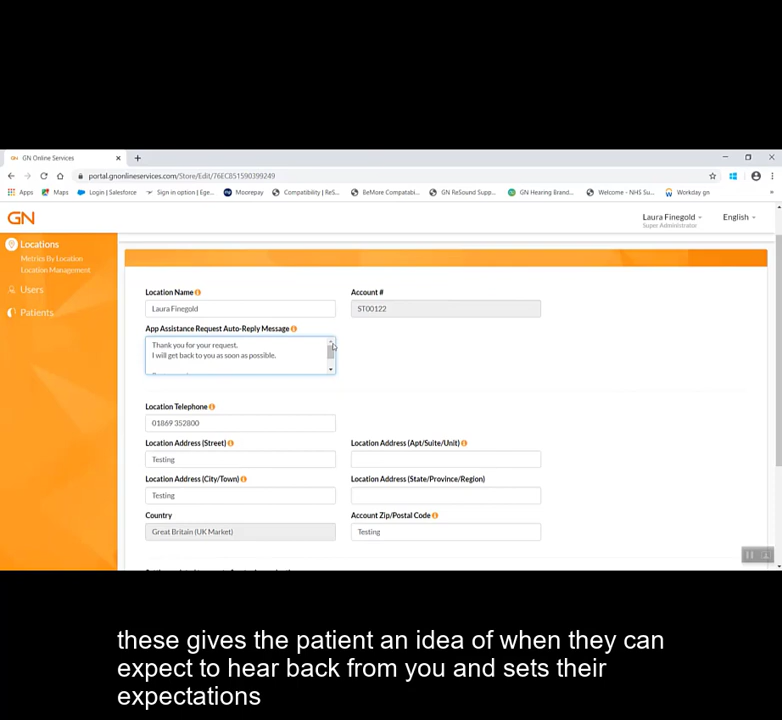 GN Online Services
portal.gnonlineservices.com/Store/Edit/76ECB51590399249
Apps Maps Login | Salesforce Sign in option | Ege... Moorepay Compatibility | ReS... BeMore Compatabi... GN ReSound Supp... GN Hearing Brand... Welcome - NHS Su... Workday gn
GN
Laura Finegold English
Super Administrator
Locations
Metrics By Location
Location Management
Users
Patients
Location Name Account #
Laura Finegold ST00122
App Assistance Request Auto-Reply Message
Thank you for your request.
I will get back to you as soon as possible.
Location Telephone
01869 352800
Location Address (Street) Location Address (Apt/Suite/Unit)
Testing
Location Address (City/Town) Location Address (State/Province/Region)
Testing
Country Account Zip/Postal Code
Great Britain (UK Market) Testing
these gives the patient an idea of when they can
expect to hear back from you and sets their
expectations